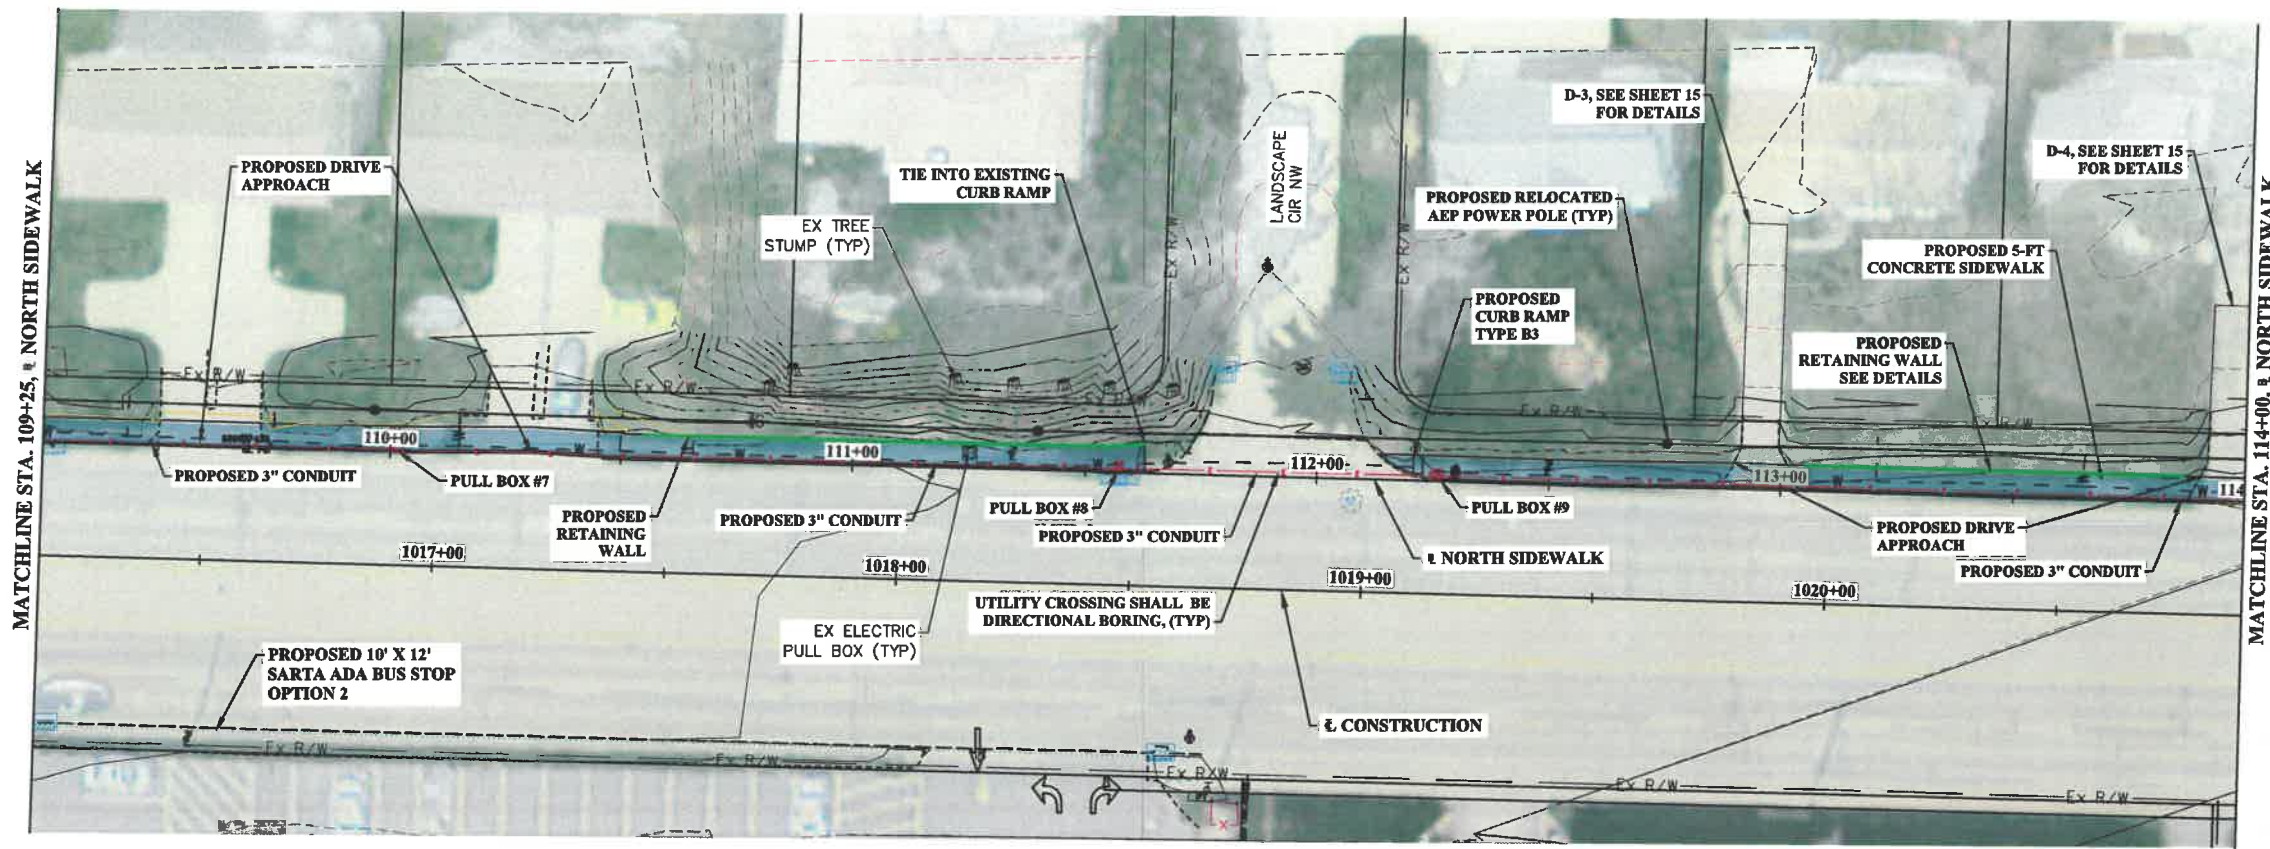 MATCHLINE STA. 109+25, ⅊ NORTH SIDEWALK
PROPOSED DRIVE
APPROACH
EX TREE
STUMP (TYP)
TIE INTO EXISTING
CURB RAMP
LANDSCAPE
CIR NW
PROPOSED RELOCATED
AEP POWER POLE (TYP)
D-3, SEE SHEET 15
FOR DETAILS
D-4, SEE SHEET 15
FOR DETAILS
PROPOSED
CURB RAMP
TYPE B3
PROPOSED 5-FT
CONCRETE SIDEWALK
PROPOSED
RETAINING WALL
SEE DETAILS
Ex R/W
Ex R/W
Ex R/W
Ex R/W
Ex R/W
Ex R/W
110+00
111+00
112+00
113+00
114
PROPOSED 3" CONDUIT
PULL BOX #7
PROPOSED
RETAINING
WALL
PROPOSED 3" CONDUIT
PULL BOX #8
PROPOSED 3" CONDUIT
PULL BOX #9
℄ NORTH SIDEWALK
PROPOSED DRIVE
APPROACH
PROPOSED 3" CONDUIT
1017+00
1018+00
1019+00
1020+00
UTILITY CROSSING SHALL BE
DIRECTIONAL BORING, (TYP)
EX ELECTRIC
PULL BOX (TYP)
PROPOSED 10' X 12'
SARTA ADA BUS STOP
OPTION 2
℄ CONSTRUCTION
Ex R/W
Ex R/W
Ex R/W
Ex R/W
Ex R/W
MATCHLINE STA. 114+00, ⅊ NORTH SIDEWALK